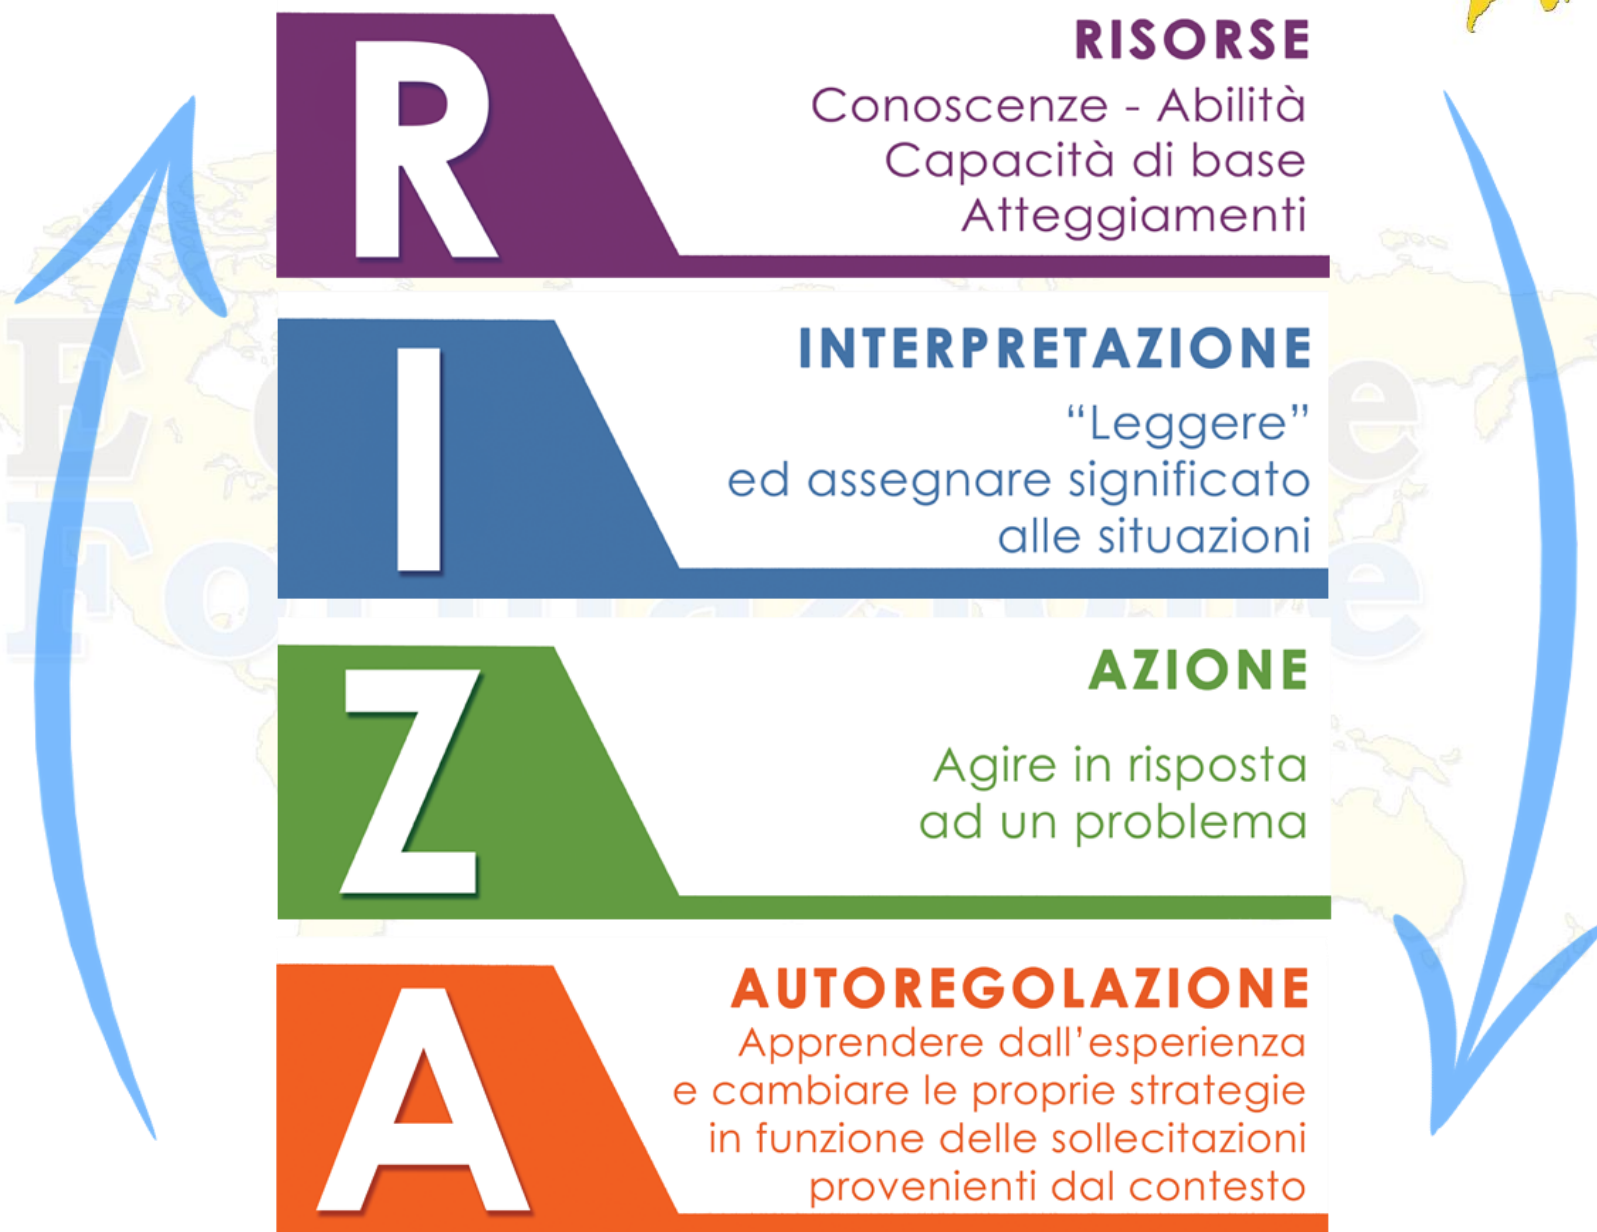 R
RISORSE
Conoscenze - Abilità
Capacità di base
Atteggiamenti
I
INTERPRETAZIONE
“Leggere”
ed assegnare significato
alle situazioni
Z
AZIONE
Agire in risposta
ad un problema
A
AUTOREGOLAZIONE
Apprendere dall’esperienza
e cambiare le proprie strategie
in funzione delle sollecitazioni
provenienti dal contesto